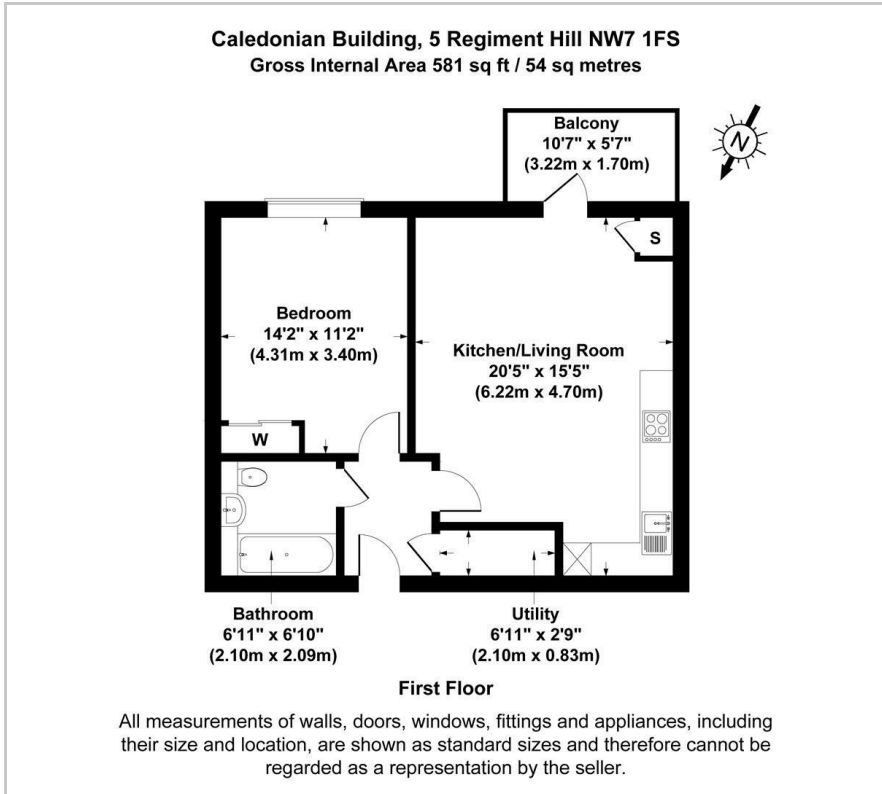 Caledonian Building, 5 Regiment Hill NW7 1FS
Gross Internal Area 581 sq ft / 54 sq metres
Balcony
10'7" x 5'7"
(3.22m x 1.70m)
N
S
Bedroom
14'2" x 11'2"
(4.31m x 3.40m)
Kitchen/Living Room
20'5" x 15'5"
(6.22m x 4.70m)
W
Bathroom
6'11" x 6'10"
(2.10m x 2.09m)
Utility
6'11" x 2'9"
(2.10m x 0.83m)
First Floor
All measurements of walls, doors, windows, fittings and appliances, including
their size and location, are shown as standard sizes and therefore cannot be
regarded as a representation by the seller.